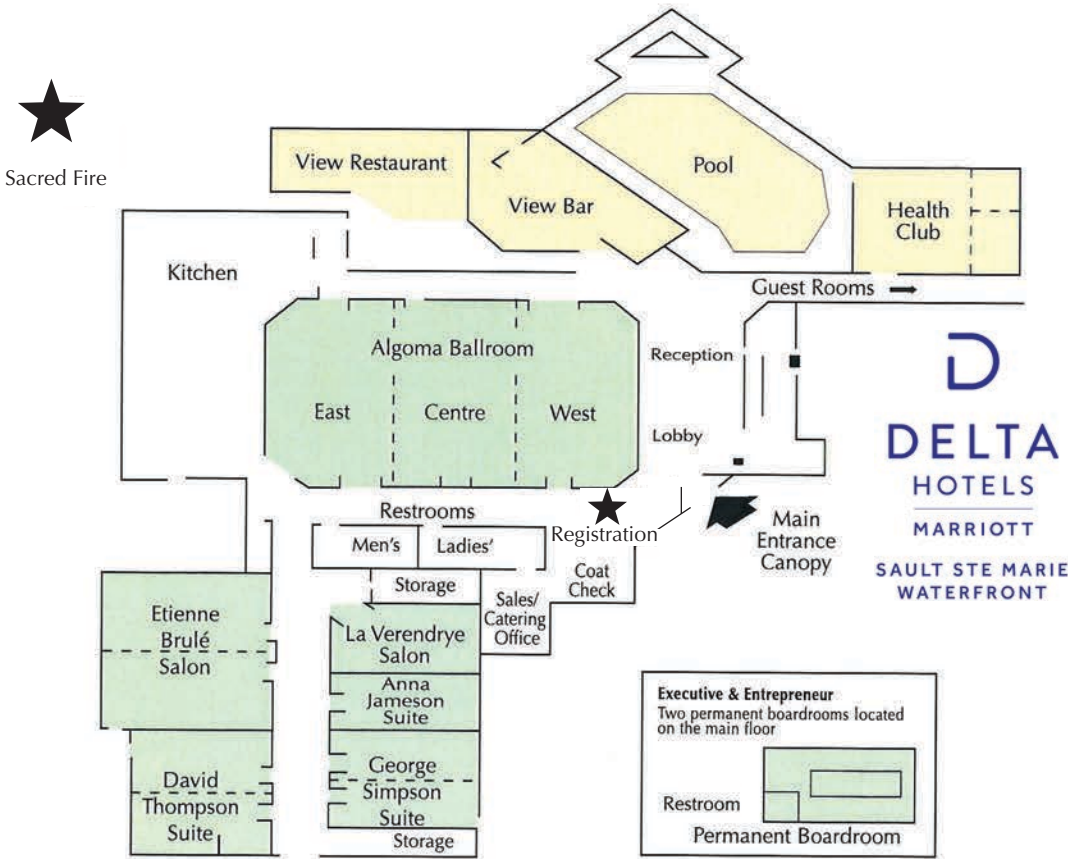 Sacred Fire
View Restaurant
View Bar
Pool
Health
Club
Kitchen
Guest Rooms
Algoma Ballroom
East
Centre
West
Reception
Lobby
DELTA
HOTELS
MARRIOTT
SAULT STE MARIE
WATERFRONT
Restrooms
Men's
Ladies'
Registration
Main
Entrance
Canopy
Storage
Coat
Check
Sales/
Catering
Office
Etienne
Brulé
Salon
La Verendrye
Salon
Anna
Jameson
Suite
David
Thompson
Suite
George
Simpson
Suite
Storage
Executive & Entrepreneur
Two permanent boardrooms located
on the main floor
Restroom
Permanent Boardroom